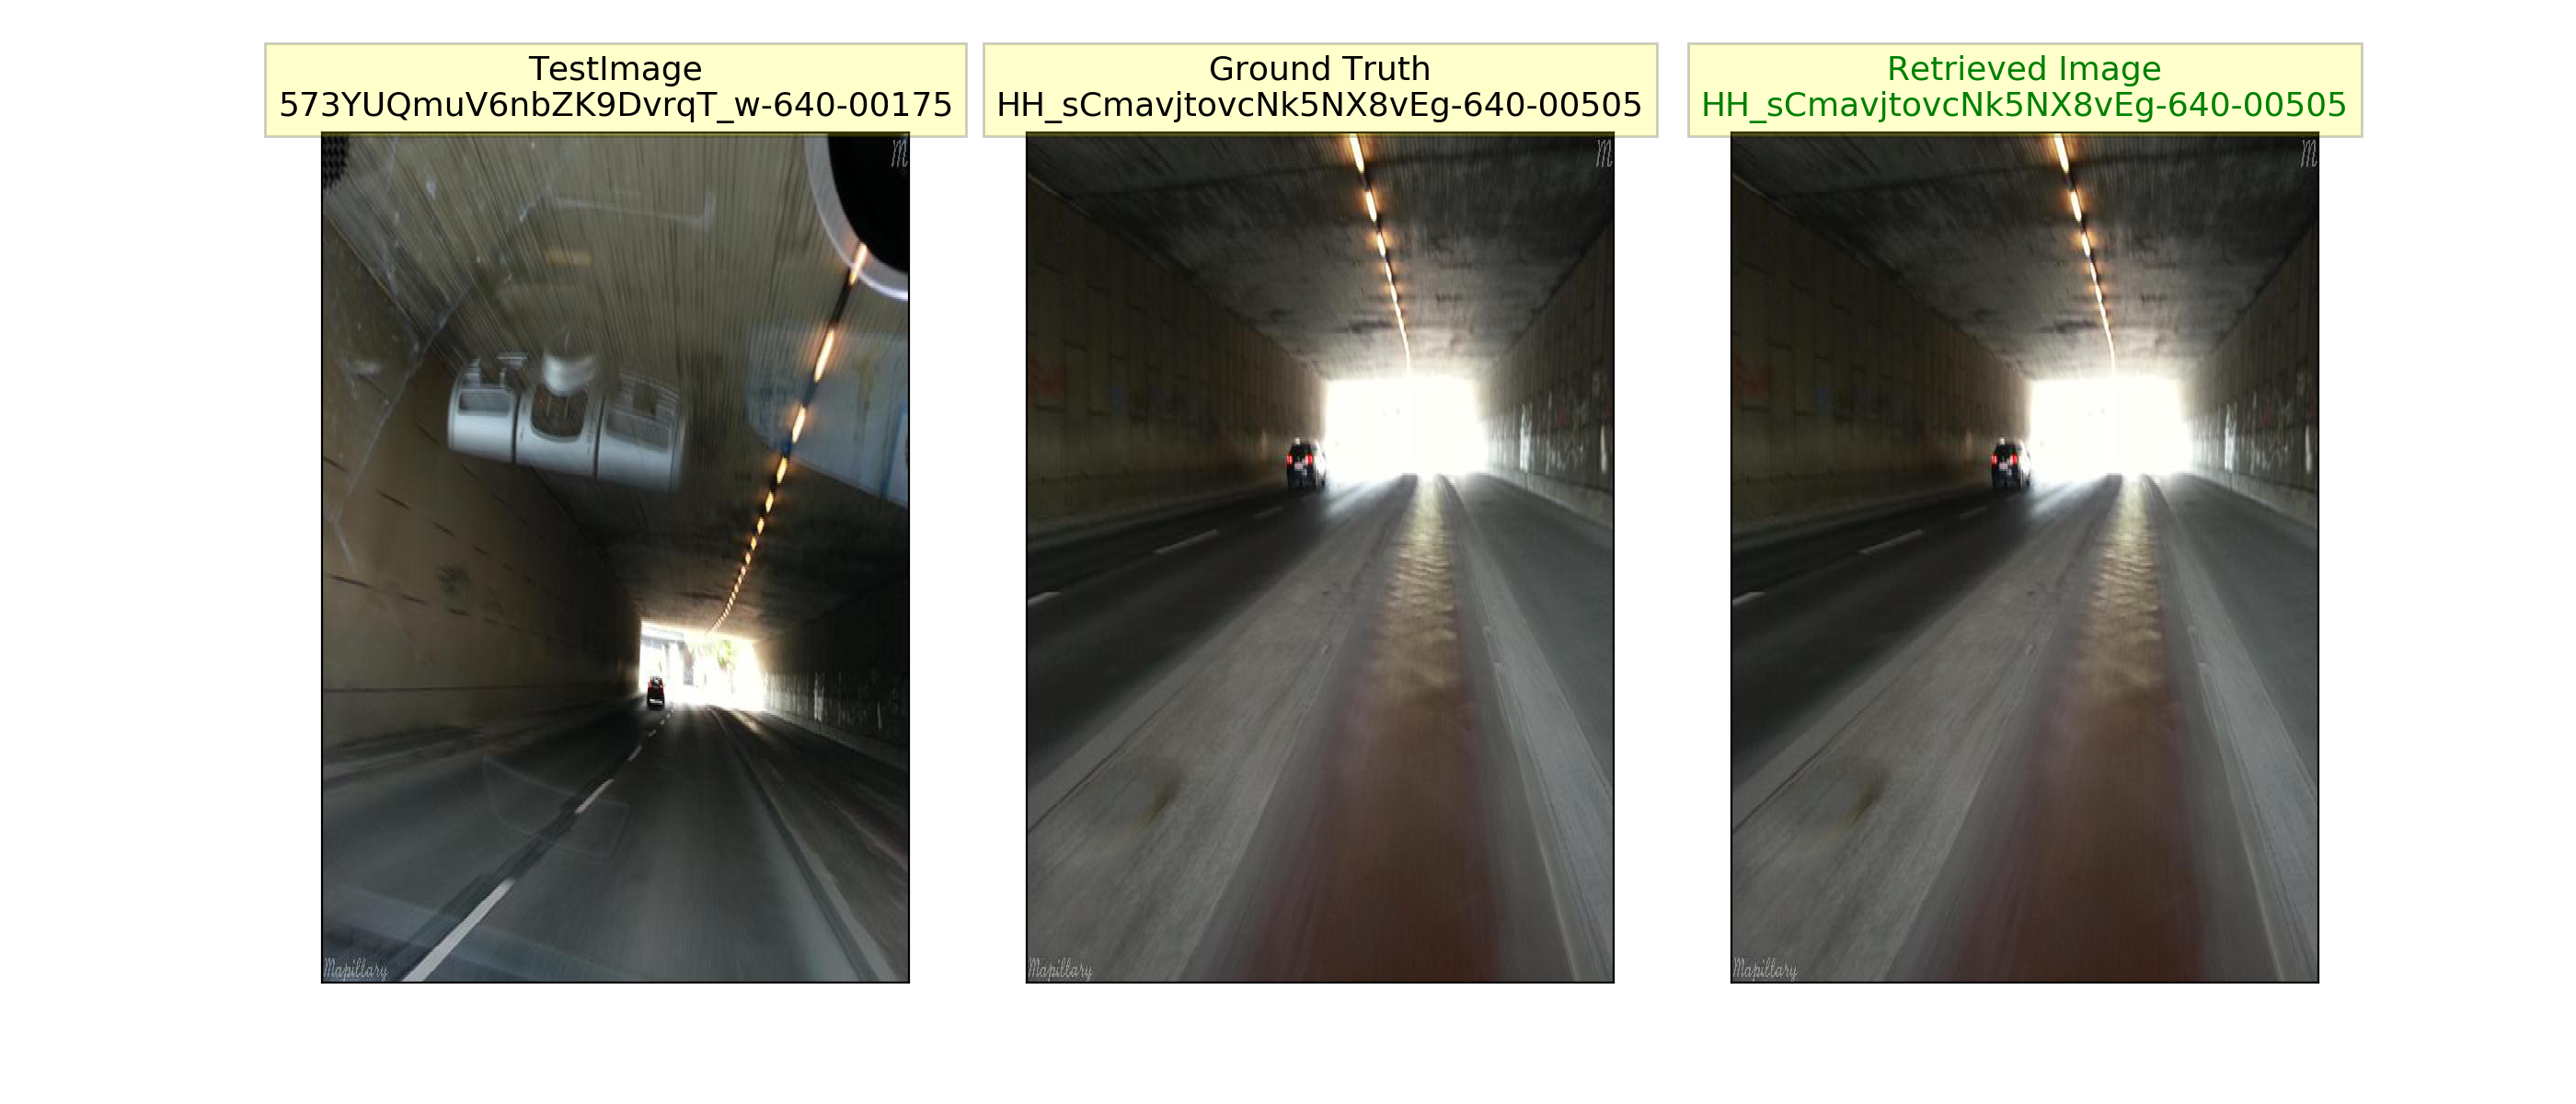 TestImage
573YUQmuV6nbZK9DvrqT_w-640-00175
Ground Truth
HH_sCmavjtovcNk5NX8vEg-640-00505
Retrieved Image
HH_sCmavjtovcNk5NX8vEg-640-00505
M
M
M
Mapillary
Mapillary
Mapillary